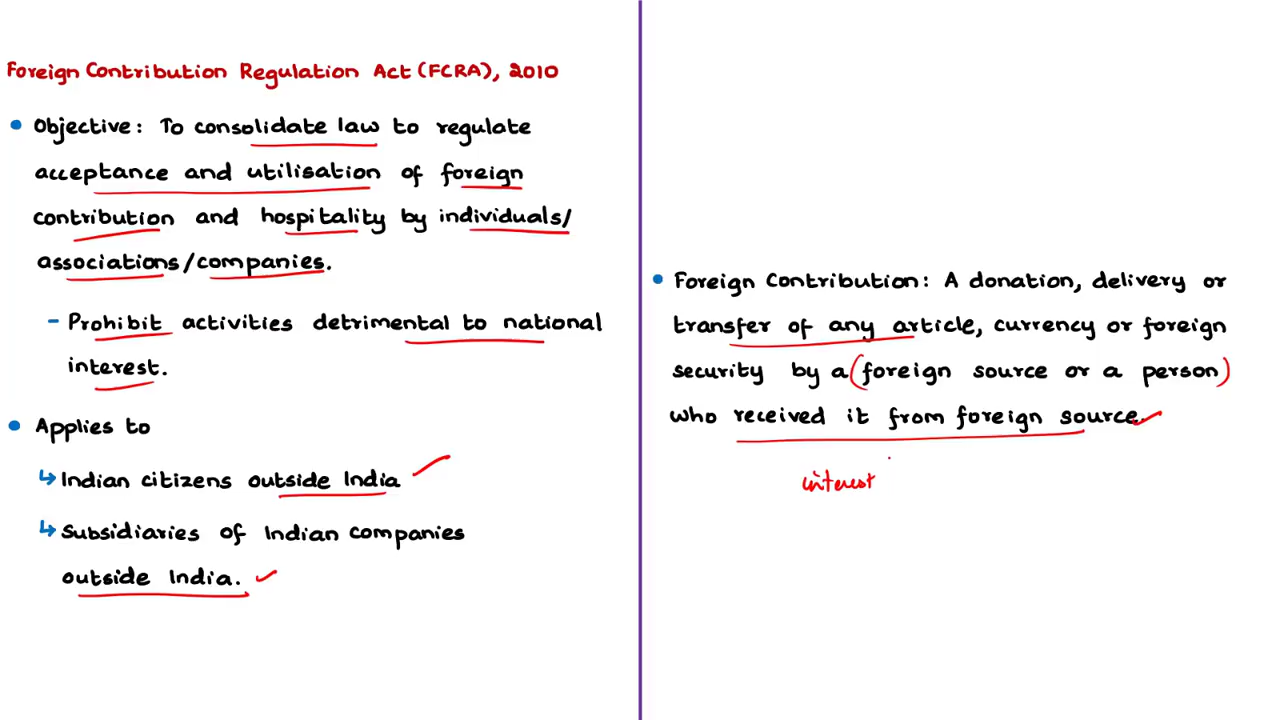 Foreign Contribution Regulation Act (FCRA), 2010
• Objective: To consolidate law to regulate
acceptance and utilisation of foreign
contribution and hospitality by individuals/
associations/companies.
- Prohibit activities detrimental to national
interest.
• Applies to
↳ Indian citizens outside India
↳ Subsidiaries of Indian companies
outside India.
• Foreign Contribution: A donation, delivery or
transfer of any article, currency or foreign
security by a (foreign source or a person)
who received it from foreign source.
interest